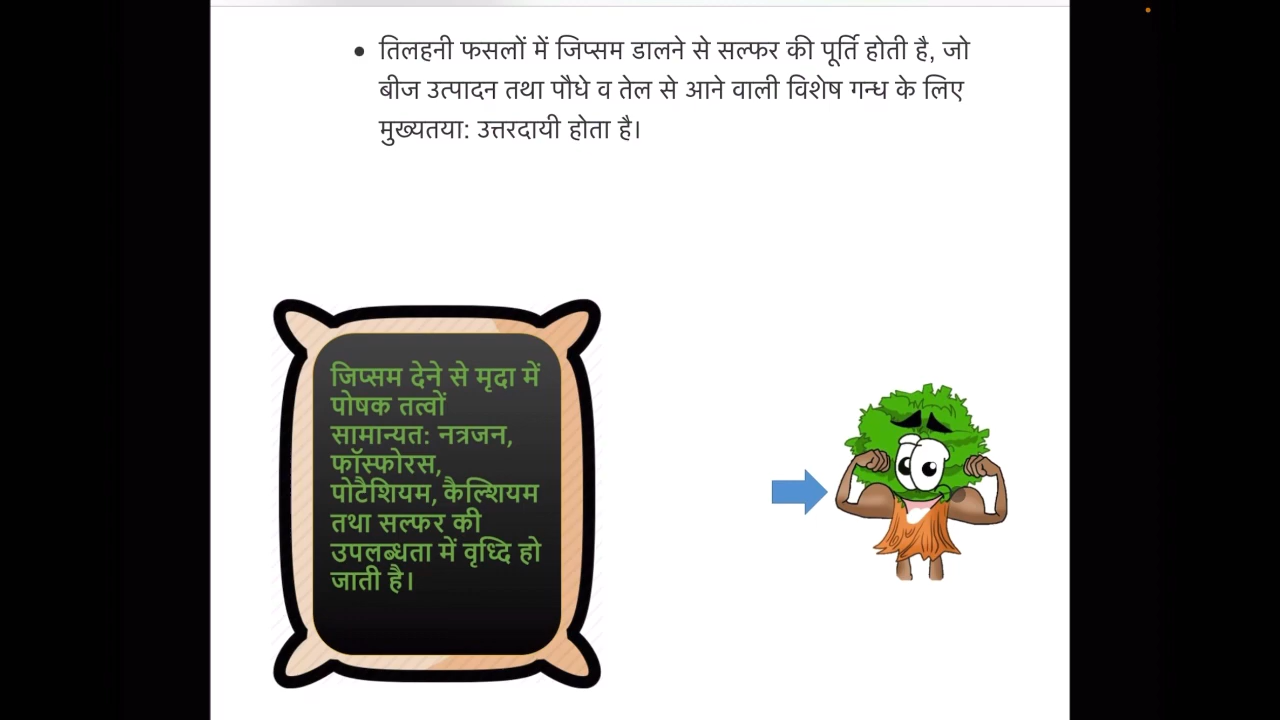 तिलहनी फसलों में जिप्सम डालने से सल्फर की पूर्ति होती है, जो
बीज उत्पादन तथा पौधे व तेल से आने वाली विशेष गन्ध के लिए
मुख्यतया: उत्तरदायी होता है।
जिप्सम देने से मृदा में
पोषक तत्वों
सामान्यत: नत्रजन,
फॉस्फोरस,
पोटैशियम, कैल्शियम
तथा सल्फर की
उपलब्धता में वृध्दि हो
जाती है।